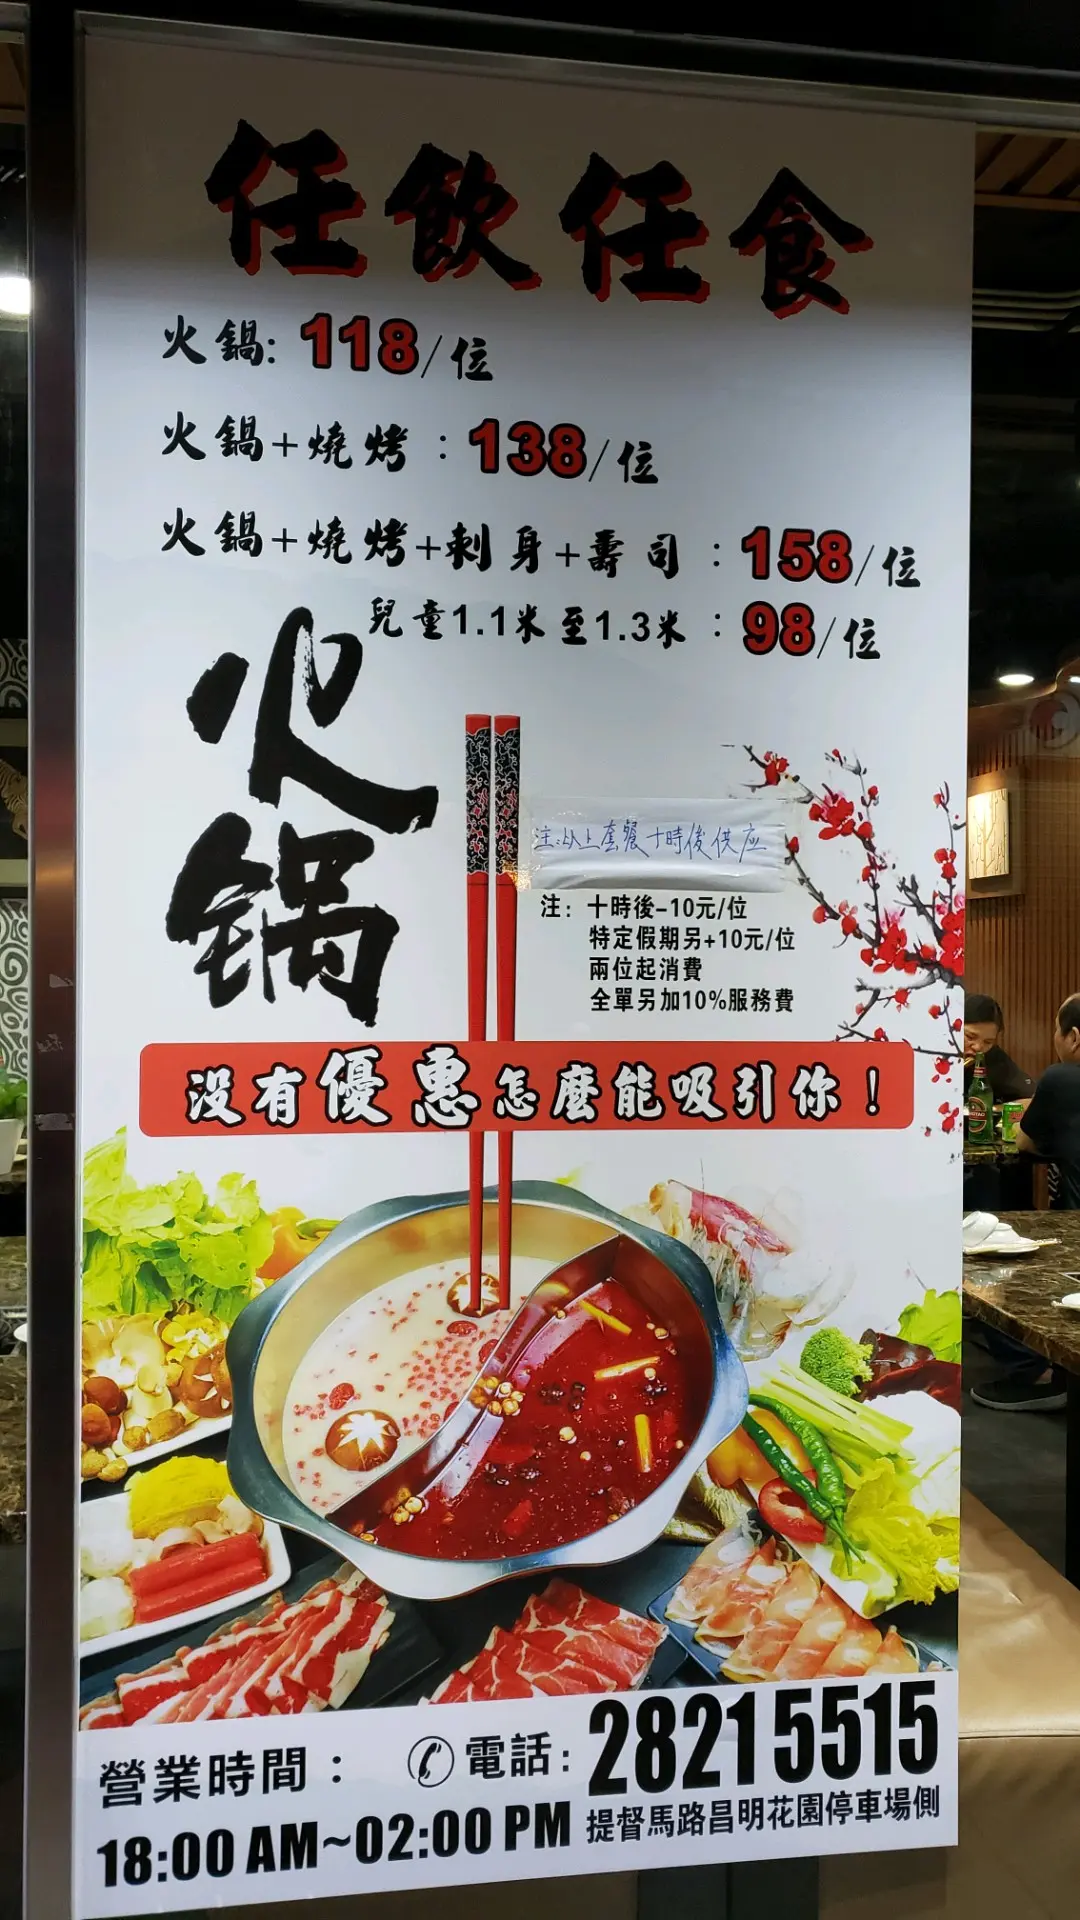 任飲任食
火鍋: 118/位
火鍋+燒烤：138/位
火鍋+燒烤+刺身+壽司：158/位
兒童1.1米至1.3米：98/位
火
锅
注:以上套餐十時後供应
注：十時後-10元/位
特定假期另+10元/位
兩位起消費
全單另加10%服務費
没有優惠怎麼能吸引你！
營業時間：
18:00 AM~02:00 PM
電話: 28215515
提督馬路昌明花園停車場側